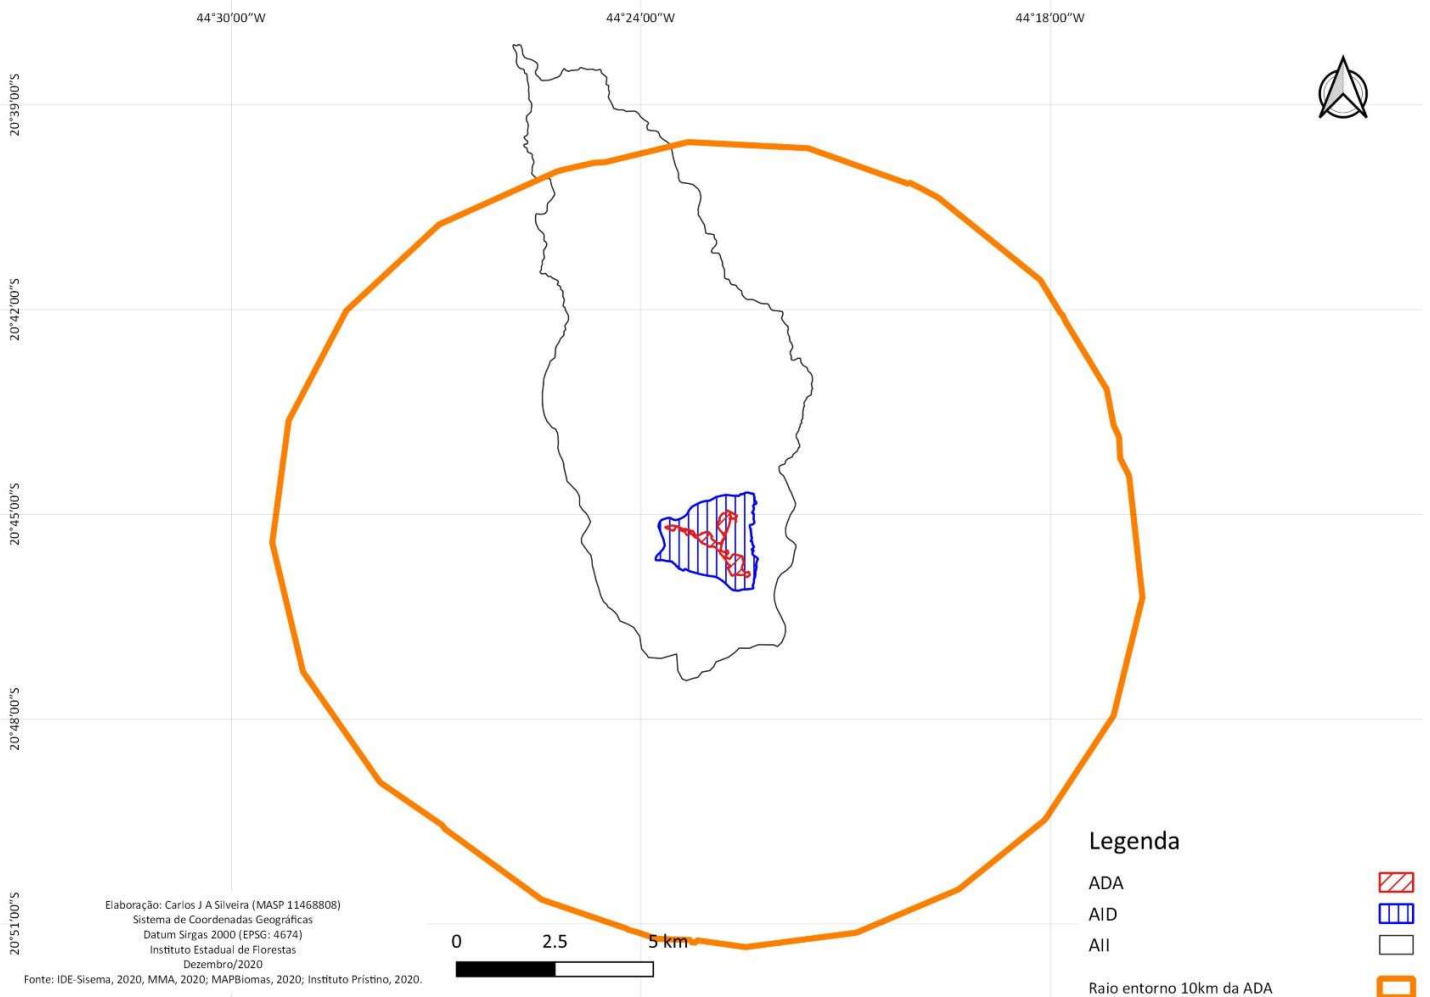 44°30'00"W
44°24'00"W
44°18'00"W
20°39'00"S
20°42'00"S
20°45'00"S
20°48'00"S
20°51'00"S
Legenda
ADA
AID
AII
Raio entorno 10km da ADA
0 2.5 5 km
Elaboração: Carlos J A Silveira (MASP 11468808)
Sistema de Coordenadas Geográficas
Datum Sirgas 2000 (EPSG: 4674)
Instituto Estadual de Florestas
Dezembro/2020
Fonte: IDE-Sisema, 2020, MMA, 2020; MAPBiomas, 2020; Instituto Prístino, 2020.